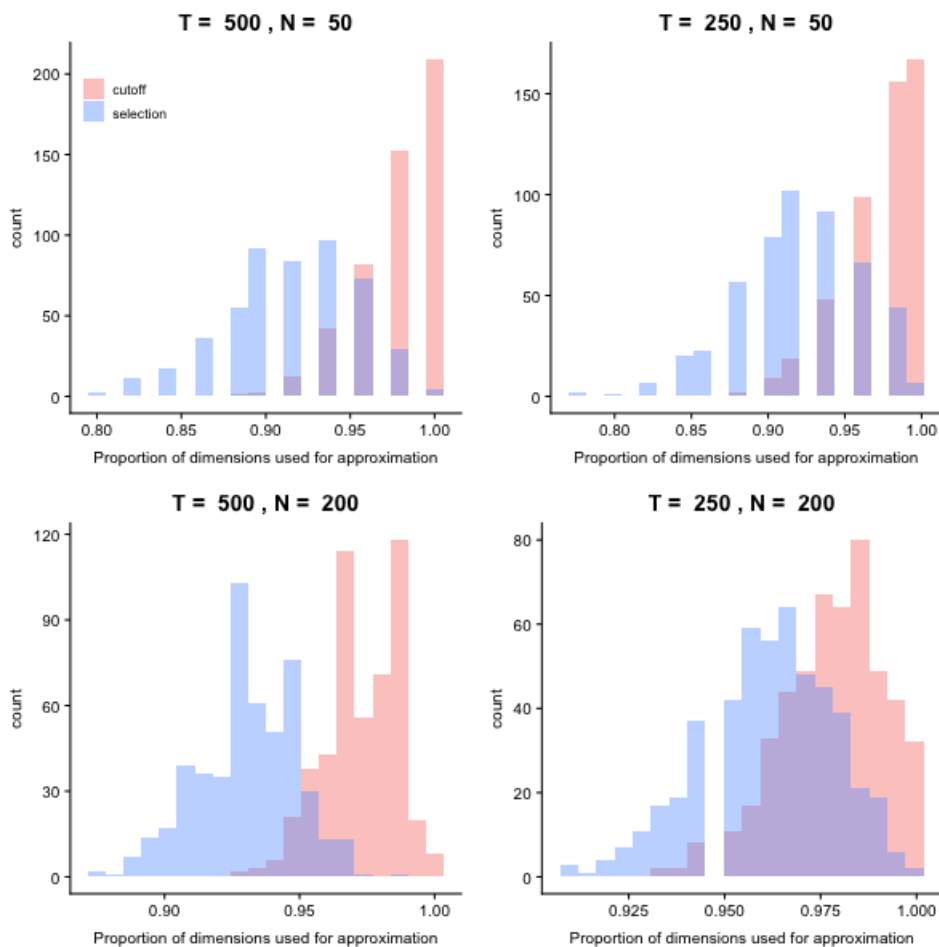 T = 500 , N = 50
200
150
100
50
0
count
cutoff
selection
0.80 0.85 0.90 0.95 1.00
Proportion of dimensions used for approximation
T = 250 , N = 50
150
100
50
0
count
0.80 0.85 0.90 0.95 1.00
Proportion of dimensions used for approximation
T = 500 , N = 200
120
90
60
30
0
count
0.90 0.95 1.00
Proportion of dimensions used for approximation
T = 250 , N = 200
80
60
40
20
0
count
0.925 0.950 0.975 1.000
Proportion of dimensions used for approximation